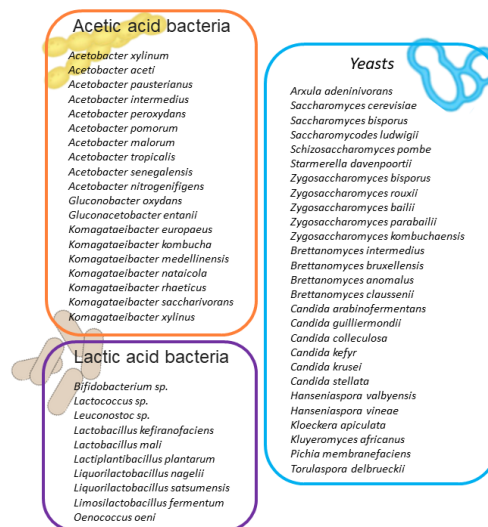 Acetic acid bacteria
Acetobacter xylinum
Acetobacter aceti
Acetobacter pausterianus
Acetobacter intermedius
Acetobacter peroxydans
Acetobacter pomorum
Acetobacter malorum
Acetobacter tropicalis
Acetobacter senegalensis
Acetobacter nitrogenifigens
Gluconobacter oxydans
Gluconacetobacter entanii
Komagataeibacter europaeus
Komagataeibacter kombucha
Komagataeibacter medellinensis
Komagataeibacter nataicola
Komagataeibacter rhaeticus
Komagataeibacter saccharivorans
Komagataeibacter xylinus
Lactic acid bacteria
Bifidobacterium sp.
Lactococcus sp.
Leuconostoc sp.
Lactobacillus kefiranofaciens
Lactobacillus mali
Lactiplantibacillus plantarum
Liquorilactobacillus nagelii
Liquorilactobacillus satsumensis
Limosilactobacillus fermentum
Oenococcus oeni
Yeasts
Arxula adeninivorans
Saccharomyces cerevisiae
Saccharomyces bisporus
Saccharomycodes ludwigii
Schizosaccharomyces pombe
Starmerella davenpoortii
Zygosaccharomyces bisporus
Zygosaccharomyces rouxii
Zygosaccharomyces bailii
Zygosaccharomyces parabailii
Zygosaccharomyces kombuchaensis
Brettanomyces intermedius
Brettanomyces bruxellensis
Brettanomyces anomalus
Brettanomyces claussenii
Candida arabinofermentans
Candida guilliermondii
Candida colleculosa
Candida kefyr
Candida krusei
Candida stellata
Hanseniaspora valbyensis
Hanseniaspora vineae
Kloeckera apiculata
Kluyeromyces africanus
Pichia membranefaciens
Torulaspora delbrueckii